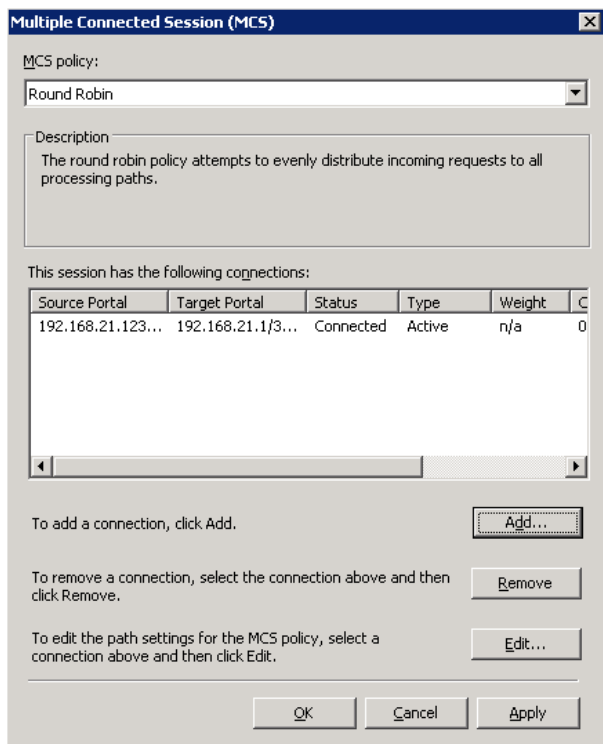 Multiple Connected Session (MCS)
MCS policy:
Round Robin
Description
The round robin policy attempts to evenly distribute incoming requests to all
processing paths.
This session has the following connections:
Source Portal Target Portal Status Type Weight C
192.168.21.123... 192.168.21.1/3... Connected Active n/a 0
To add a connection, click Add.
Add...
To remove a connection, select the connection above and then
click Remove.
Remove
To edit the path settings for the MCS policy, select a
connection above and then click Edit.
Edit...
OK Cancel Apply